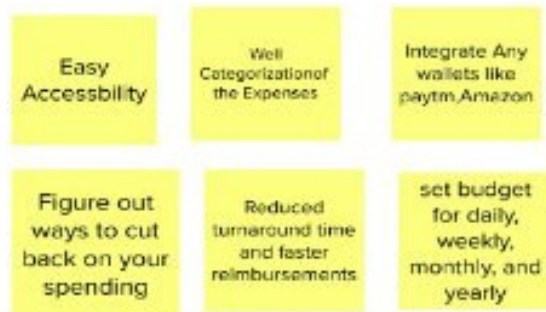 Easy
Accessbility
Well
Categorizationof
the Expenses
Integrate Any
wallets like
paytm,Amazon
Figure out
ways to cut
back on your
spending
Reduced
turnaround time
and faster
reimbursements
set budget
for daily,
weekly,
monthly, and
yearly